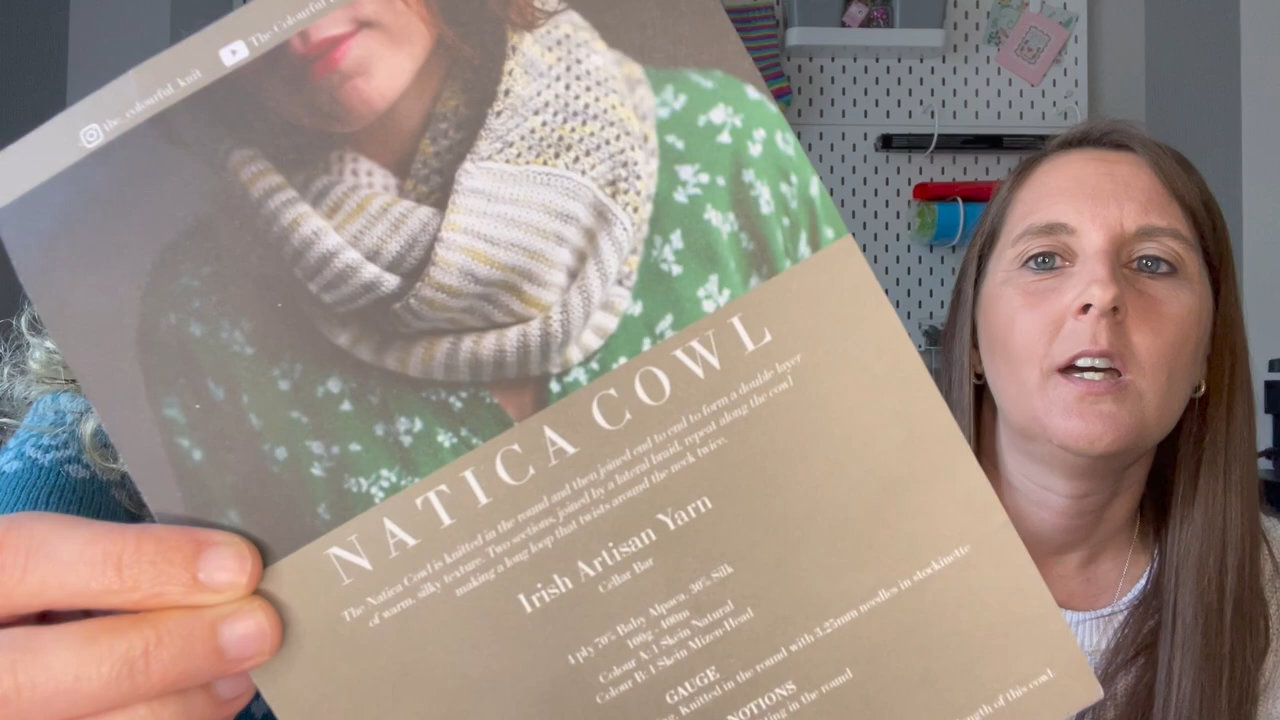 the_colourful_knit
The Colourful
NATICA COWL
The Natica Cowl is knitted in the round and then joined end to end to form a double layer
of warm, silky texture. Two sections, joined by a lateral braid, repeat along the cowl
making a long loop that twists around the neck twice.
Irish Artisan Yarn
Cellar Bar
4 ply 70% Baby Alpaca, 30% Silk
100g - 400m
Colour A: 1 Skein Natural
Colour B: 1 Skein Mizen-Head
GAUGE
Knitted in the round with 3.25mm needles in stockinette
NOTIONS
in the round
length of this cowl